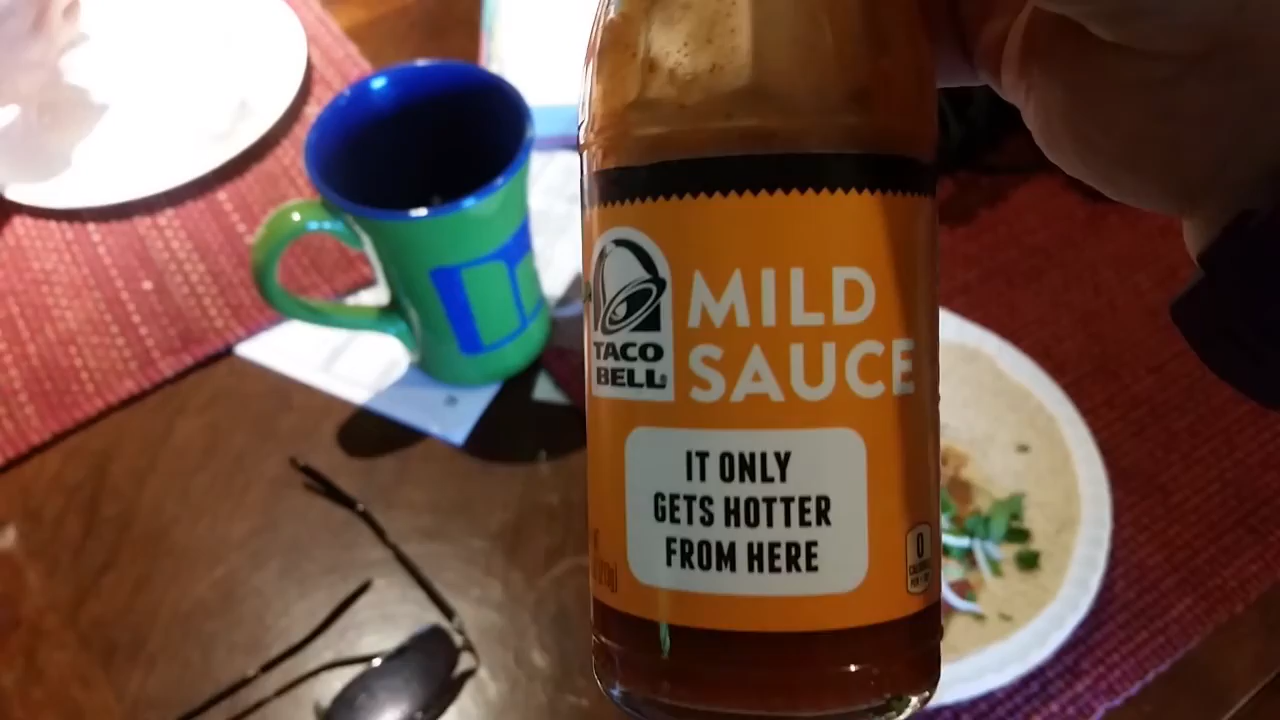 TACO
BELL
MILD
SAUCE
IT ONLY
GETS HOTTER
FROM HERE
0